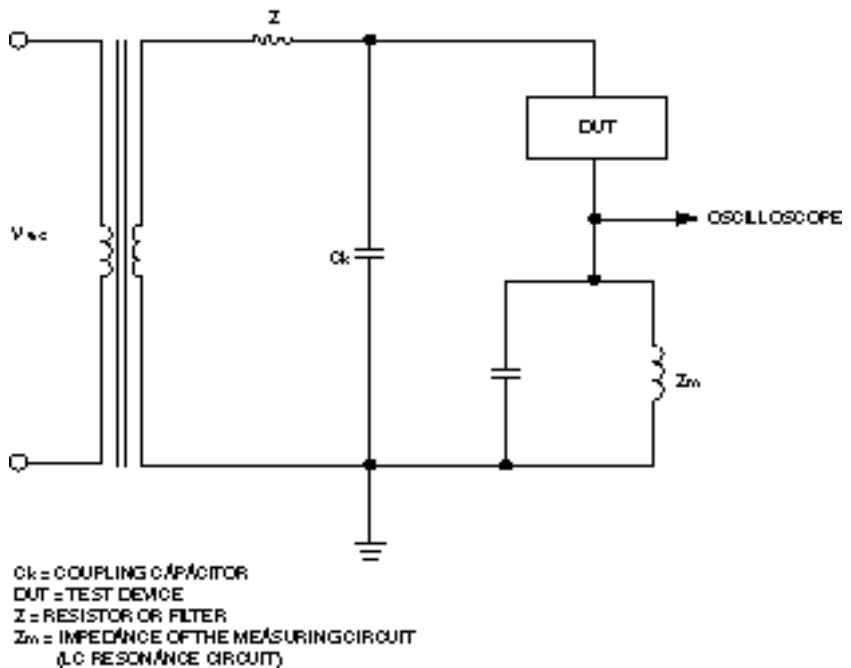 Z
DUT
OSCILLOSCOPE
Ck
Zm
Ck = COUPLING CAPACITOR
DUT = TEST DEVICE
Z = RESISTOR OR FILTER
Zm = IMPEDANCE OF THE MEASURING CIRCUIT
(LC RESONANCE CIRCUIT)